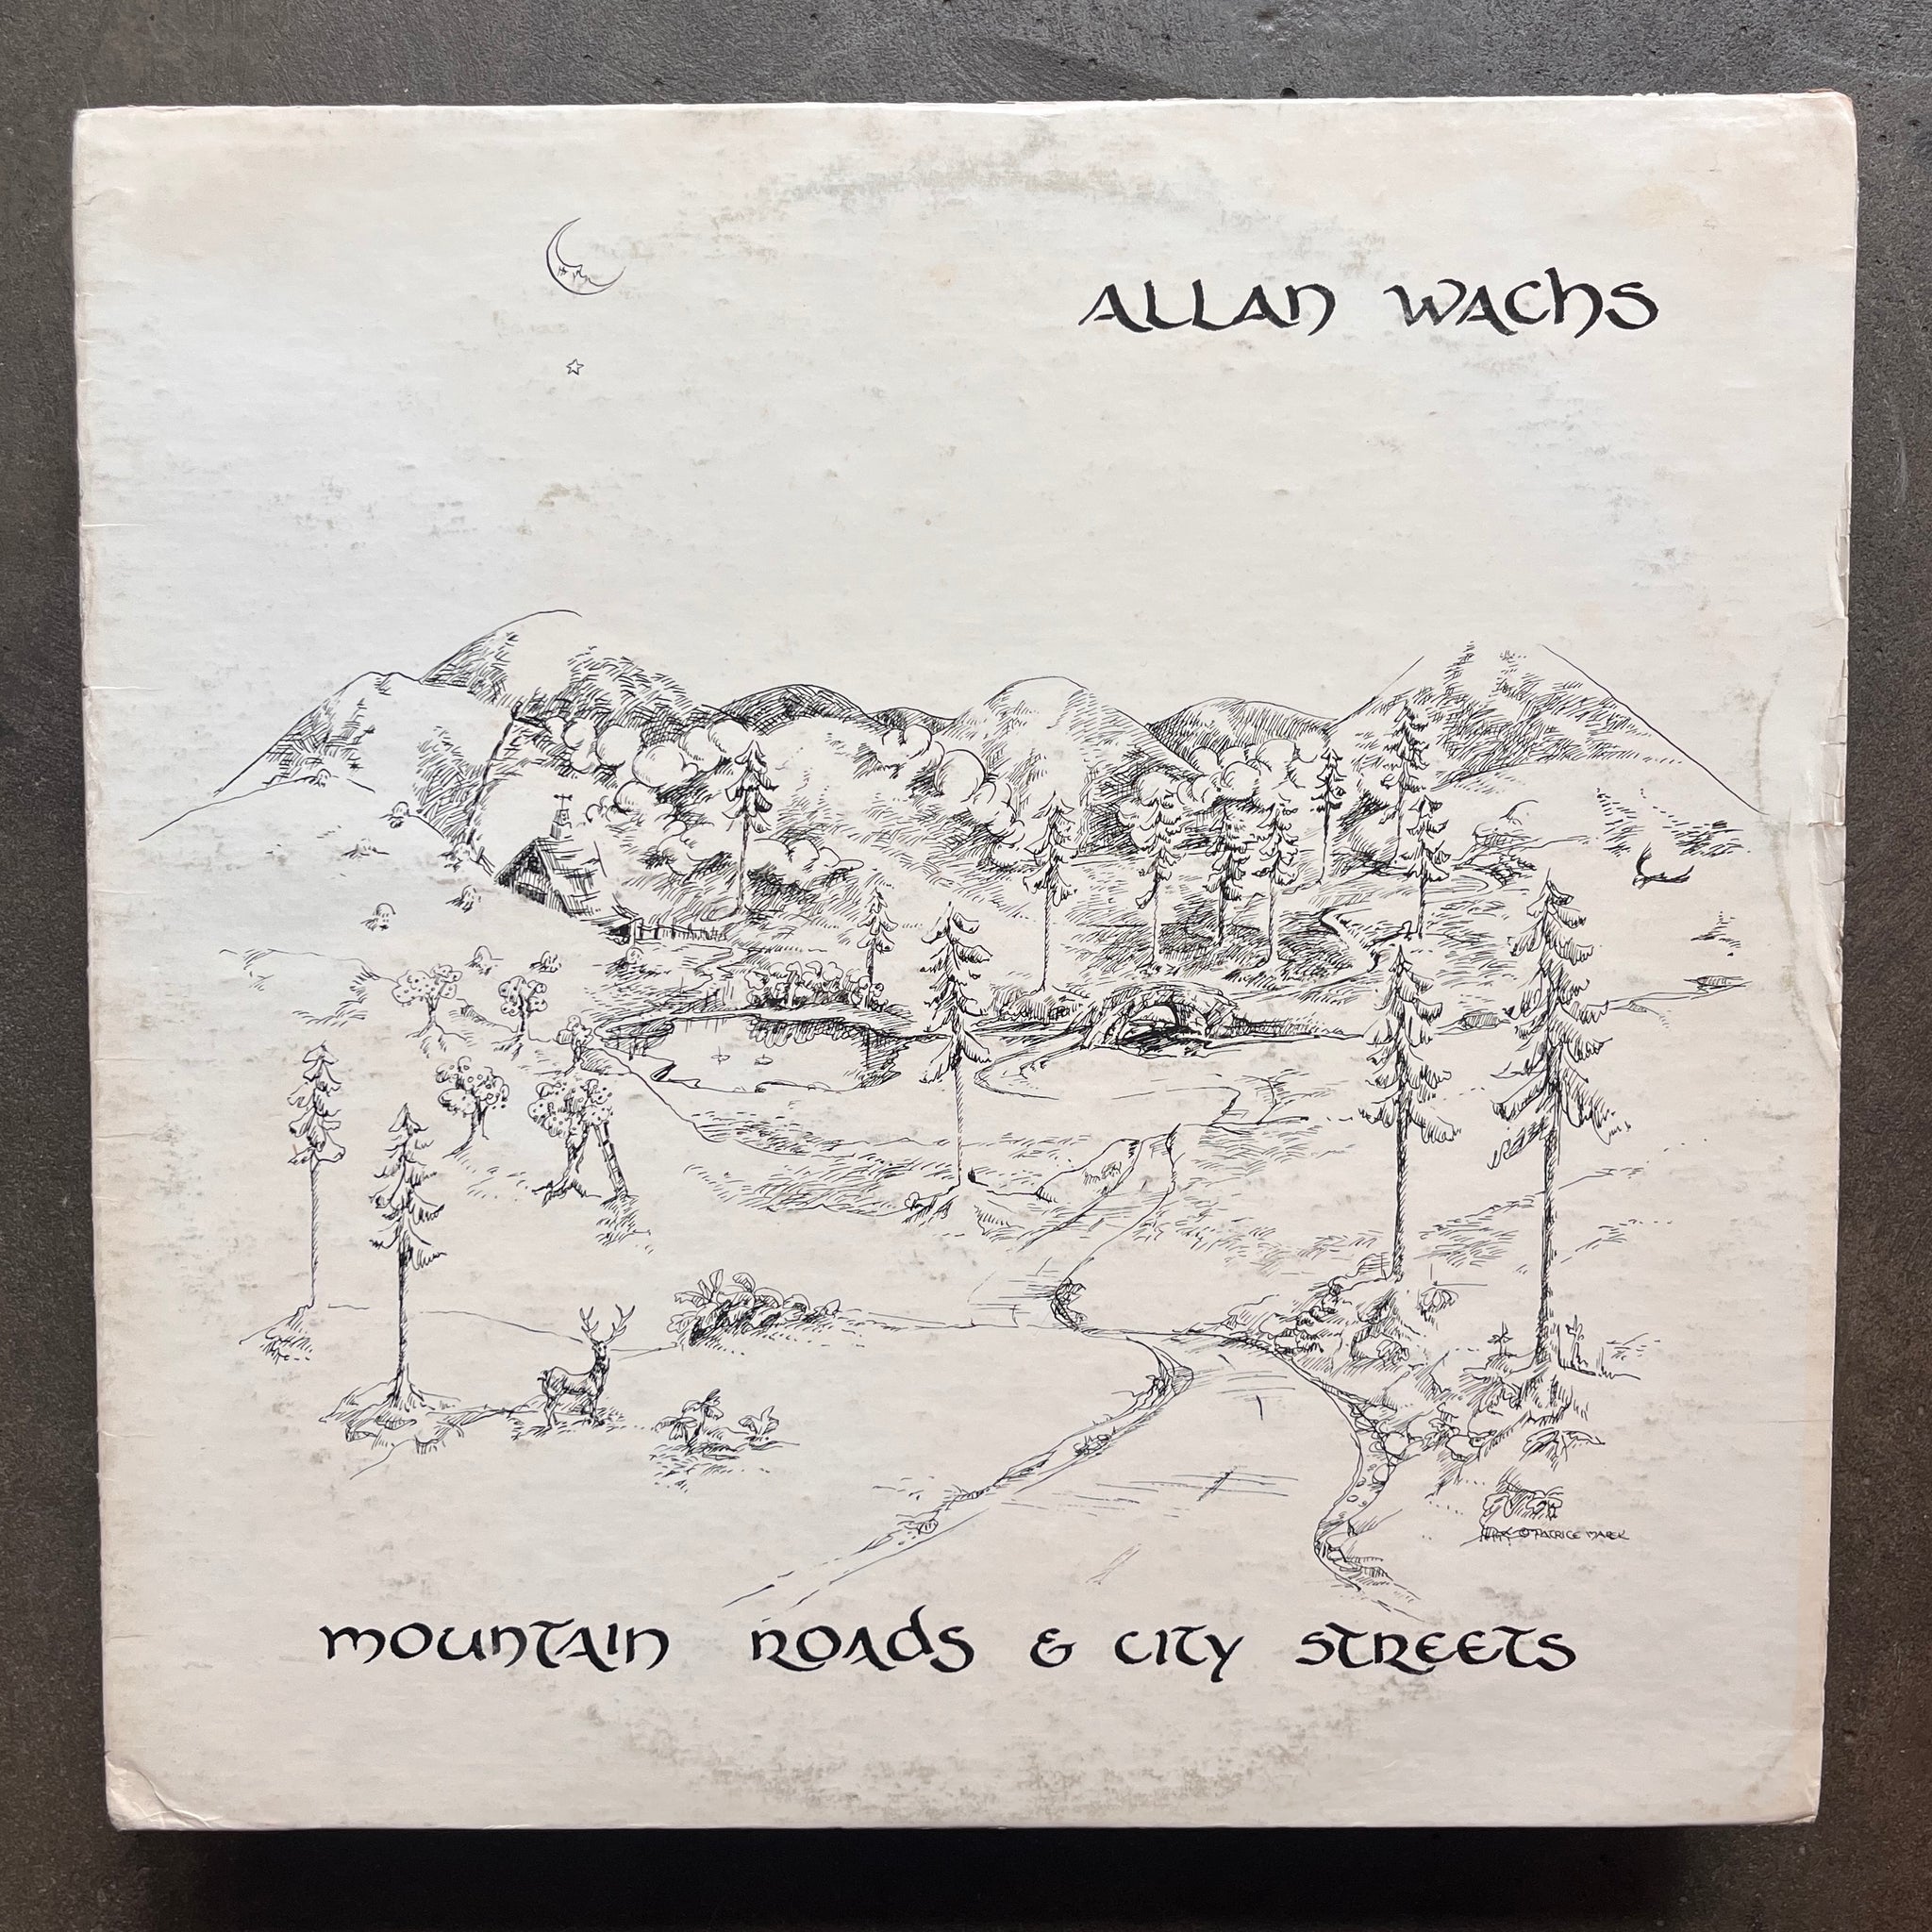 ALLAN WACHS
© PATRICE MAREK
MOUNTAIN ROADS & CITY STREETS